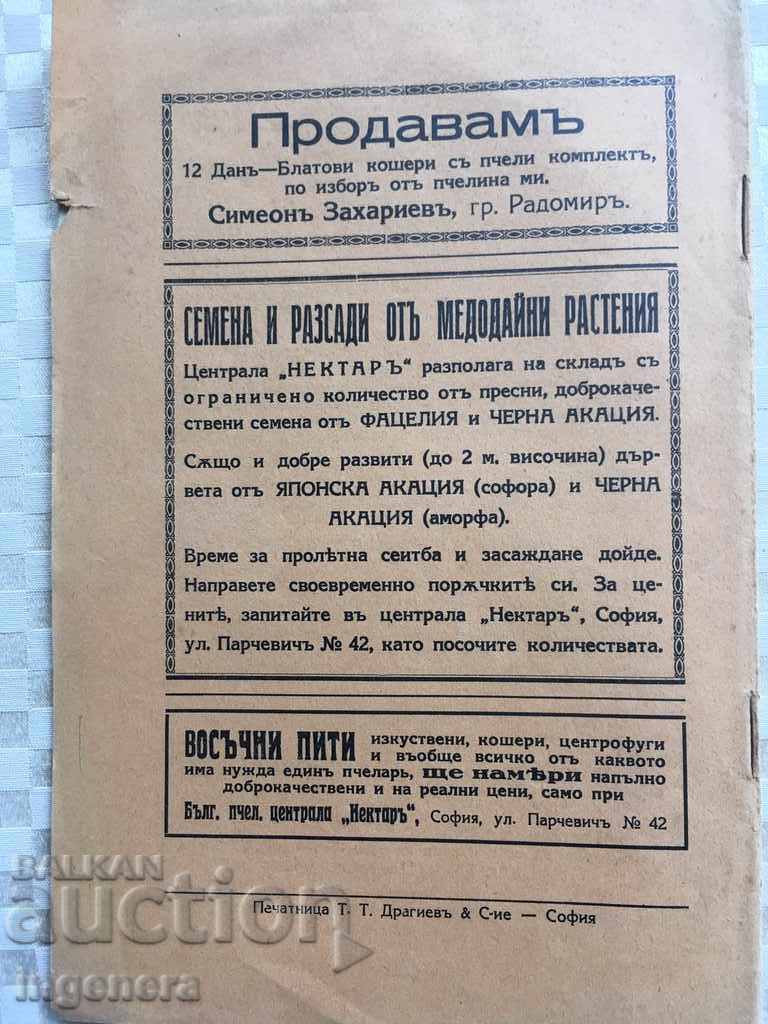 Продавамъ
12 Данъ—Блатови кошери съ пчели комплектъ,
по изборъ отъ пчелина ми.
Симеонъ Захариевъ, гр. Радомиръ.
СЕМЕНА И РАЗСАДИ ОТЪ МЕДОДАЙНИ РАСТЕНИЯ
Централа „НЕКТАРЪ“ разполага на складъ съ
ограничено количество отъ пресни, доброкаче-
ствени семена отъ ФАЦЕЛИЯ и ЧЕРНА АКАЦИЯ.
Сѫщо и добре развити (до 2 м. височина) дър-
вета отъ ЯПОНСКА АКАЦИЯ (софора) и ЧЕРНА
АКАЦИЯ (аморфа).
Време за пролѣтна сеитба и засаждане дойде.
Направете своевременно порѫчкитѣ си. За це-
нитѣ, запитайте въ централа „Нектаръ“, София,
ул. Парчевичъ № 42, като посочите количествата.
ВОСЪЧНИ ПИТИ изкуствени, кошери, центрофуги
и въобще всичко отъ каквото
има нужда единъ пчеларь, ще намѣри напълно
доброкачествени и на реални цени, само при
Бълг. пчел. централа „Нектаръ“, София, ул. Парчевичъ № 42
Печатница Т. Т. Драгиевъ & С-ие — София
BALKAN
auction
ingenera